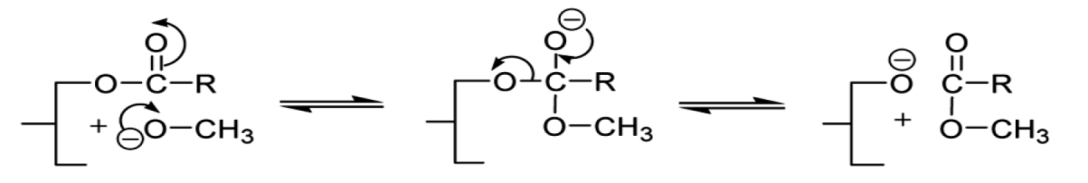 O
O–C–R
+ ⊖O–CH3
O⊖
O–C–R
O–CH3
⊖
O
O
C–R
+
O–CH3